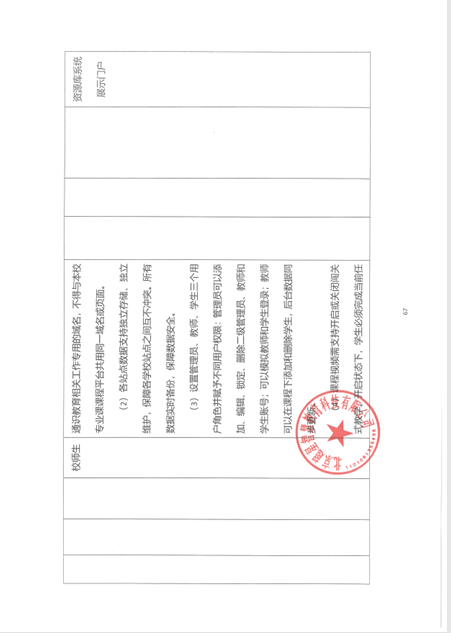 校师生
通识教育相关工作专用的域名，不得与本校
专业课课程平台共用同一域名或页面。
（2）各站点数据支持独立存储、独立
维护，保障各学校站点之间互不冲突，所有
数据实时备份，保障数据安全。
（3）设置管理员、教师、学生三个用
户角色并赋予不同用户权限：管理员可以添
加、编辑、锁定、删除二级管理员、教师和
学生账号；可以模拟教师和学生登录；教师
可以在课程下添加和删除学生，后台数据同
步更新。
课程视频需支持开启或关闭闯关
式教学，开启状态下，学生必须完成当前任
资源库系统
展示门户
67